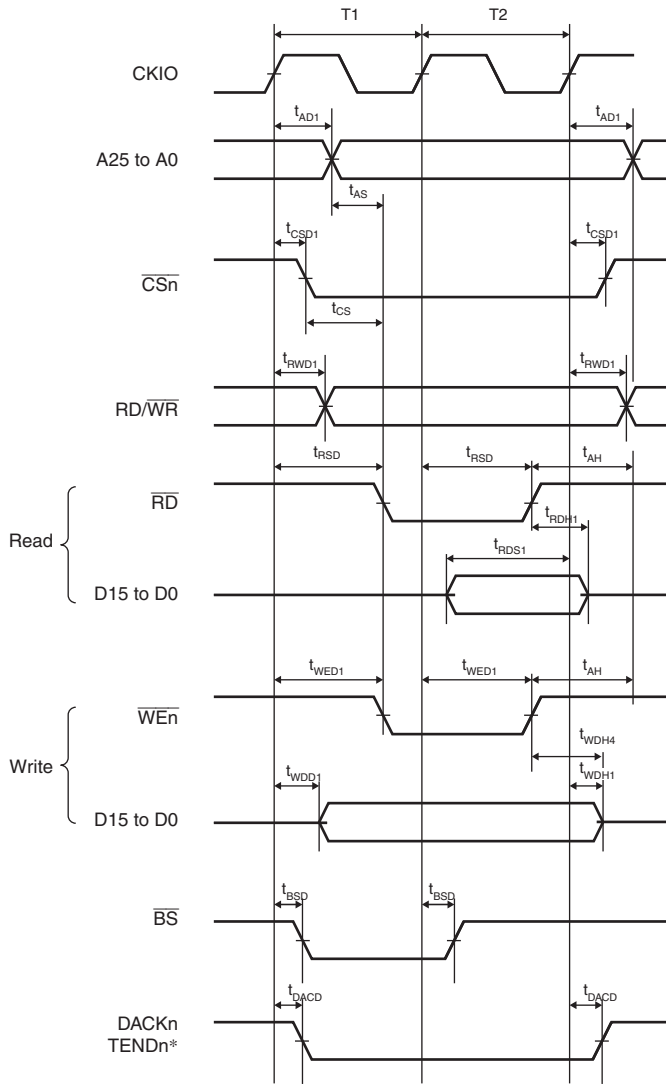 T1 T2
CKIO
tAD1 tAD1
A25 to A0
tAS
tCSD1 tCSD1
CSn
tCS
tRWD1 tRWD1
RD/WR
tRSD tRSD tAH
RD
tRDH1
Read
tRDS1
D15 to D0
tWED1 tWED1 tAH
WEn
tWDH4
Write
tWDD1 tWDH1
D15 to D0
tBSD tBSD
BS
tDACD tDACD
DACKn
TENDn*